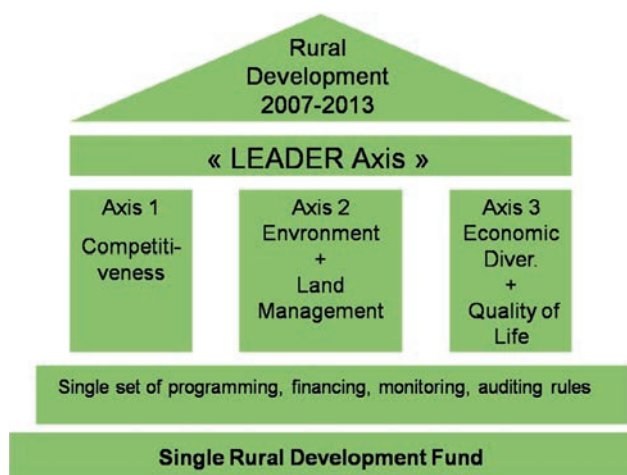 Rural
Development
2007-2013
« LEADER Axis »
Axis 1
Competiti-
veness
Axis 2
Envronment
+
Land
Management
Axis 3
Economic
Diver.
+
Quality of
Life
Single set of programming, financing, monitoring, auditing rules
Single Rural Development Fund